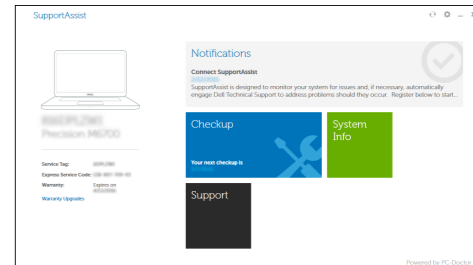 SupportAssist
Notifications
Connect SupportAssist
SupportAssist is designed to monitor your system for issues and, if necessary, automatically
engage Dell Technical Support to address problems should they occur. Register below to start...
Precision M6700
Checkup
System
Info
Your next checkup is
Service Tag:
Express Service Code:
Warranty: Expires on
Warranty Upgrades
Support
Powered by PC-Doctor